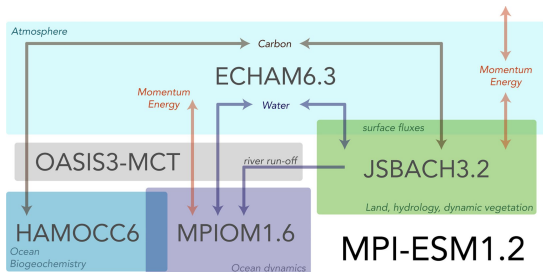 Atmosphere
Carbon
ECHAM6.3
Momentum
Energy
Momentum
Energy
Water
surface fluxes
OASIS3-MCT
river run-off
JSBACH3.2
Land, hydrology, dynamic vegetation
HAMOCC6
MPIOM1.6
Ocean
Biogeochemistry
Ocean dynamics
MPI-ESM1.2